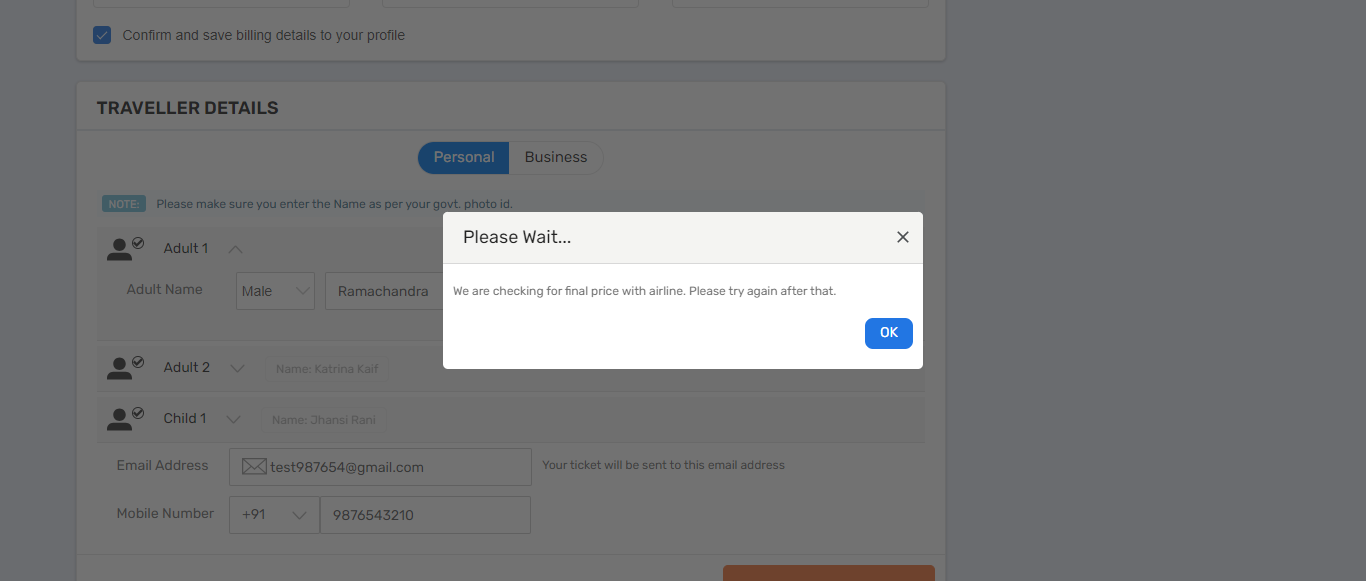 Confirm and save billing details to your profile
TRAVELLER DETAILS
Personal Business
NOTE: Please make sure you enter the Name as per your govt. photo id.
Please Wait...
Adult 1
Adult Name Male Ramachandra
We are checking for final price with airline. Please try again after that.
OK
Adult 2 Name: Katrina Kaif
Child 1 Name: Jhansi Rani
Email Address test987654@gmail.com Your ticket will be sent to this email address
Mobile Number +91 9876543210